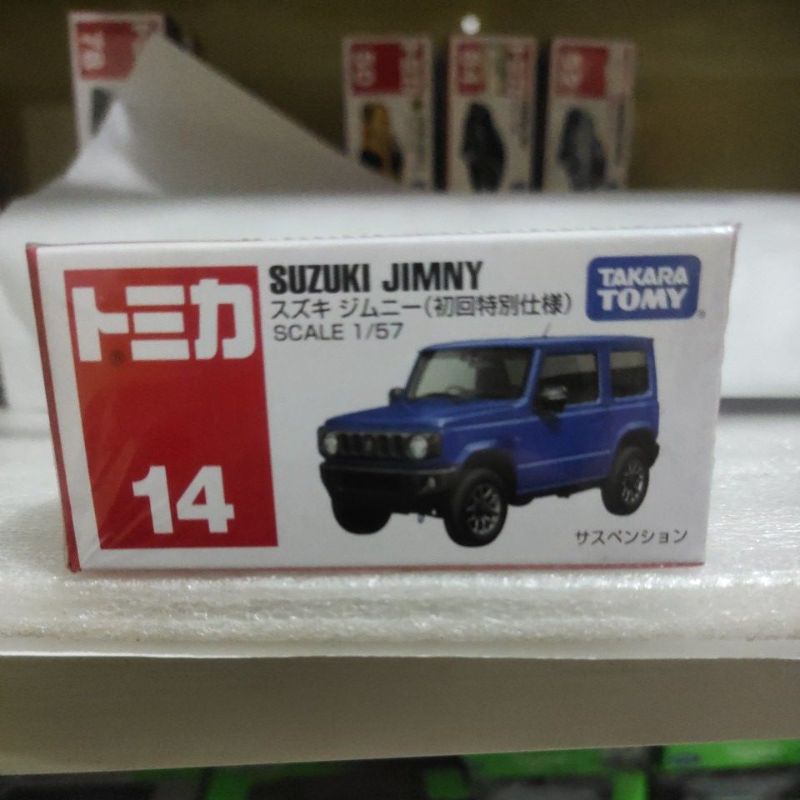 トミカ
14
SUZUKI JIMNY
スズキ ジムニー(初回特別仕様)
SCALE 1/57
TAKARA
TOMY
サスペンション